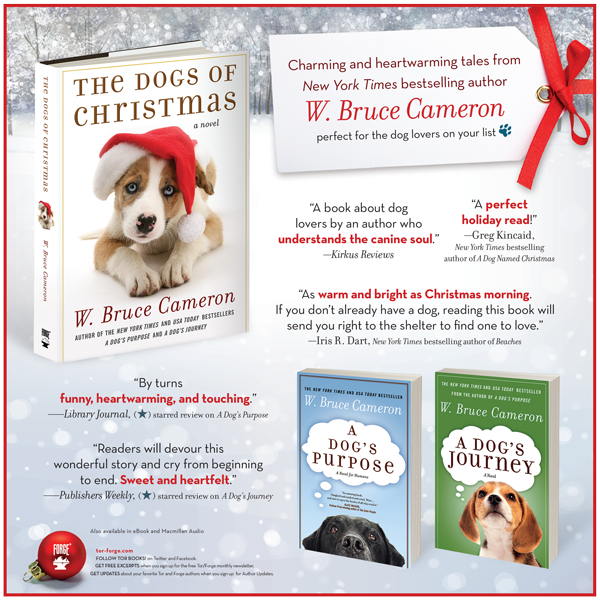 THE DOGS OF CHRISTMAS
W. Bruce Cameron
FORGE
THE DOGS OF
CHRISTMAS
a novel
W. Bruce Cameron
AUTHOR OF THE NEW YORK TIMES AND USA TODAY BESTSELLERS
A DOG'S PURPOSE AND A DOG'S JOURNEY
Charming and heartwarming tales from
New York Times bestselling author
W. Bruce Cameron
perfect for the dog lovers on your list
“A book about dog
lovers by an author who
understands the canine soul.”
—Kirkus Reviews
“A perfect
holiday read!”
—Greg Kincaid,
New York Times bestselling
author of A Dog Named Christmas
“As warm and bright as Christmas morning.
If you don’t already have a dog, reading this book will
send you right to the shelter to find one to love.”
—Iris R. Dart, New York Times bestselling author of Beaches
“By turns
funny, heartwarming, and touching.”
—Library Journal, (★) starred review on A Dog’s Purpose
“Readers will devour this
wonderful story and cry from beginning
to end. Sweet and heartfelt.”
—Publishers Weekly, (★) starred review on A Dog’s Journey
THE NEW YORK TIMES AND USA TODAY BESTSELLER
W. Bruce Cameron
A
DOG'S
PURPOSE
A Novel for Humans
THE NEW YORK TIMES AND USA TODAY BESTSELLER
FROM THE AUTHOR OF A DOG'S PURPOSE
W. Bruce Cameron
A DOG'S
JOURNEY
A Novel
Also available in eBook and Macmillan Audio
FORGE
tor-forge.com
FOLLOW TOR BOOKS! on Twitter and Facebook.
GET FREE EXCERPTS when you sign up for the free Tor/Forge monthly newsletter.
GET UPDATES about your favorite Tor and Forge authors when you sign up for Author Updates.